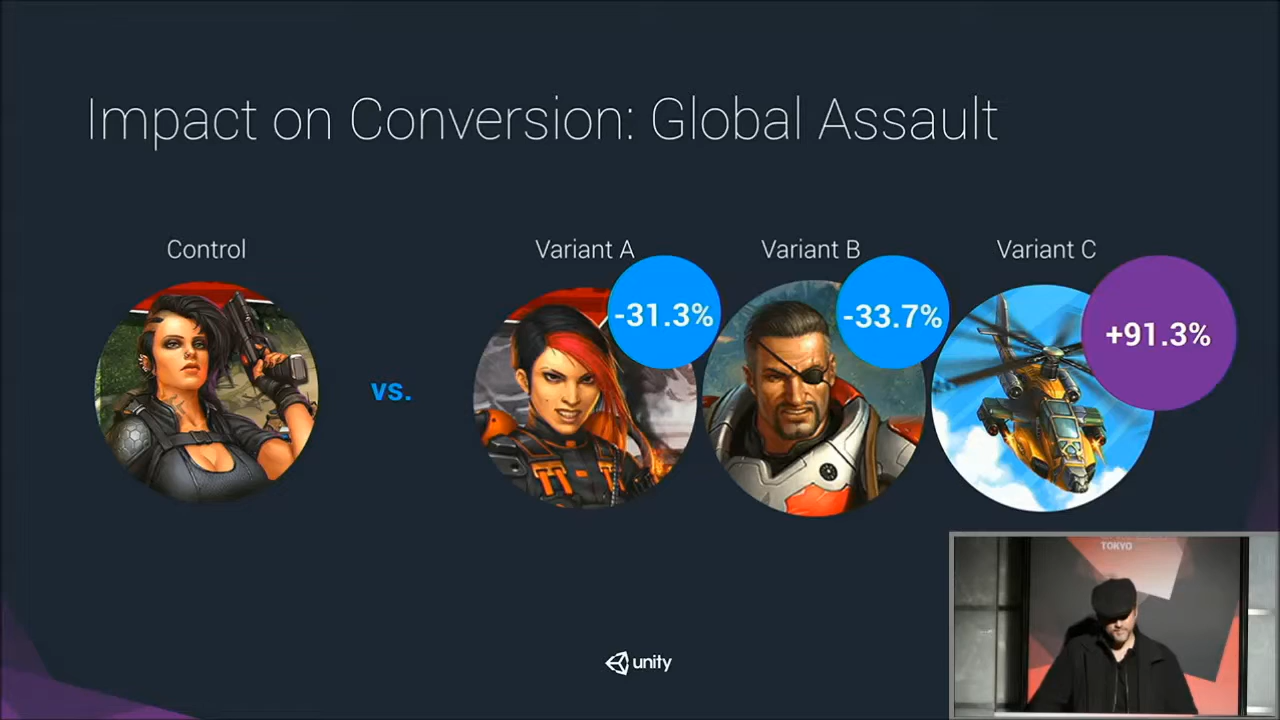 Impact on Conversion: Global Assault
Control
Variant A
Variant B
Variant C
-31.3%
-33.7%
+91.3%
vs.
TOKYO
unity